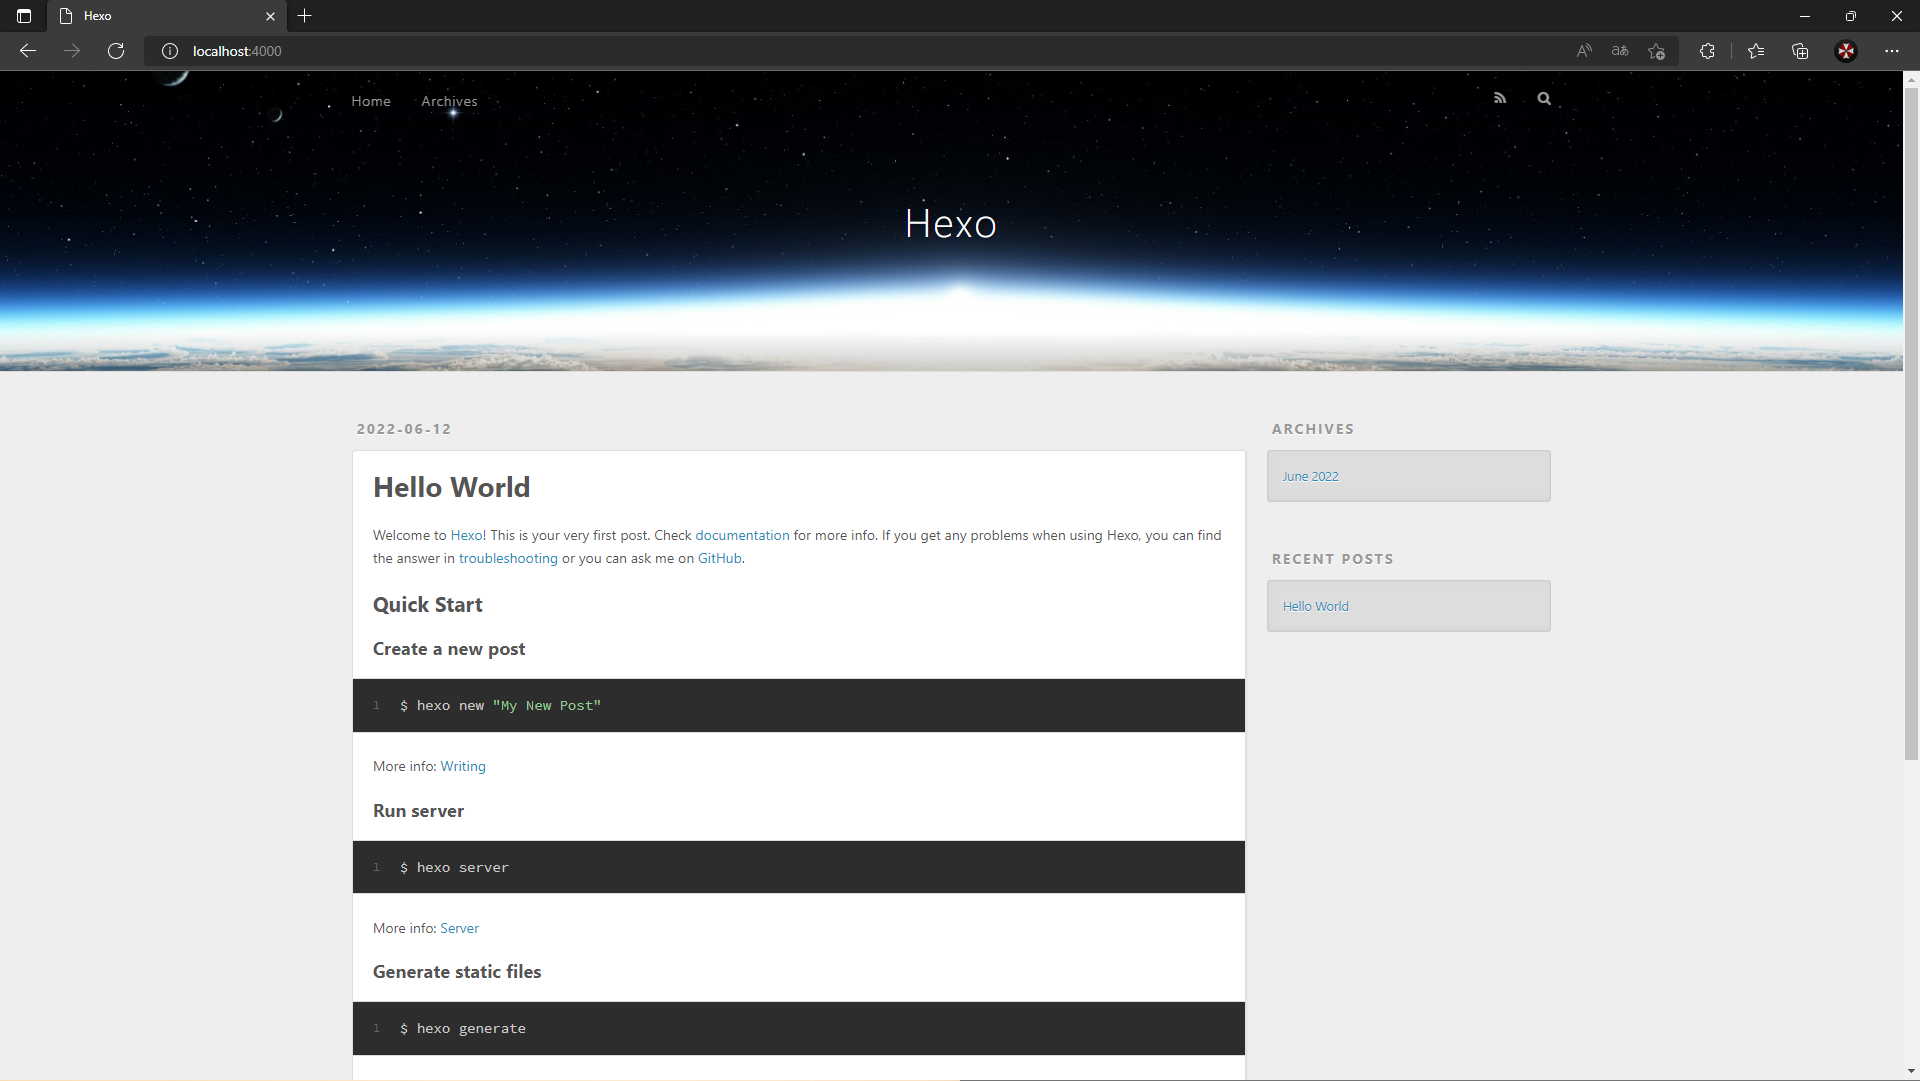 Hexo
localhost:4000
Home Archives
Hexo
2022-06-12
Hello World
Welcome to Hexo! This is your very first post. Check documentation for more info. If you get any problems when using Hexo, you can find
the answer in troubleshooting or you can ask me on GitHub.
Quick Start
Create a new post
1 $ hexo new "My New Post"
More info: Writing
Run server
1 $ hexo server
More info: Server
Generate static files
1 $ hexo generate
ARCHIVES
June 2022
RECENT POSTS
Hello World